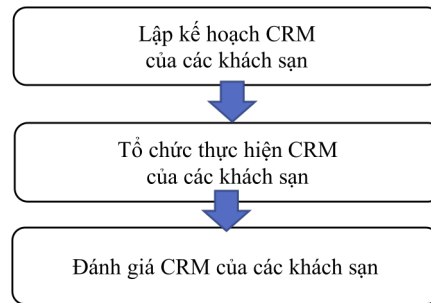 Lập kế hoạch CRM
của các khách sạn
Tổ chức thực hiện CRM
của các khách sạn
Đánh giá CRM của các khách sạn